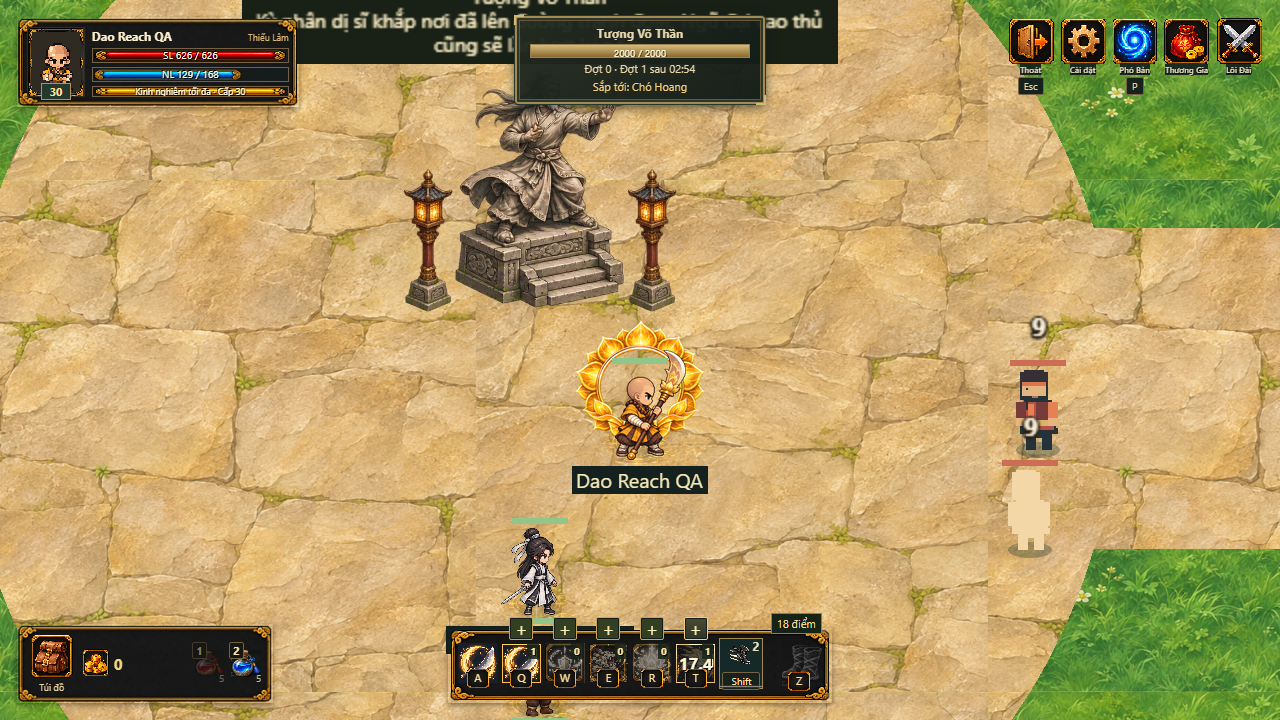 Dao Reach QA
Thiếu Lâm
SL 626 / 626
NL 129 / 168
Kinh nghiệm tối đa - Cấp 30
30
cũng sẽ
Tượng Võ Thần
2000 / 2000
Đợt 0 · Đợt 1 sau 02:54
Sắp tới: Chó Hoang
Thoát
Cài đặt
Phó Bản
Thương Gia
Lôi Đài
Esc
P
9
9
Dao Reach QA
18 điểm
+ + + + +
1 0 0 0 1 2
17.4
A Q W E R T Shift Z
Túi đồ
0
1 2
5 5